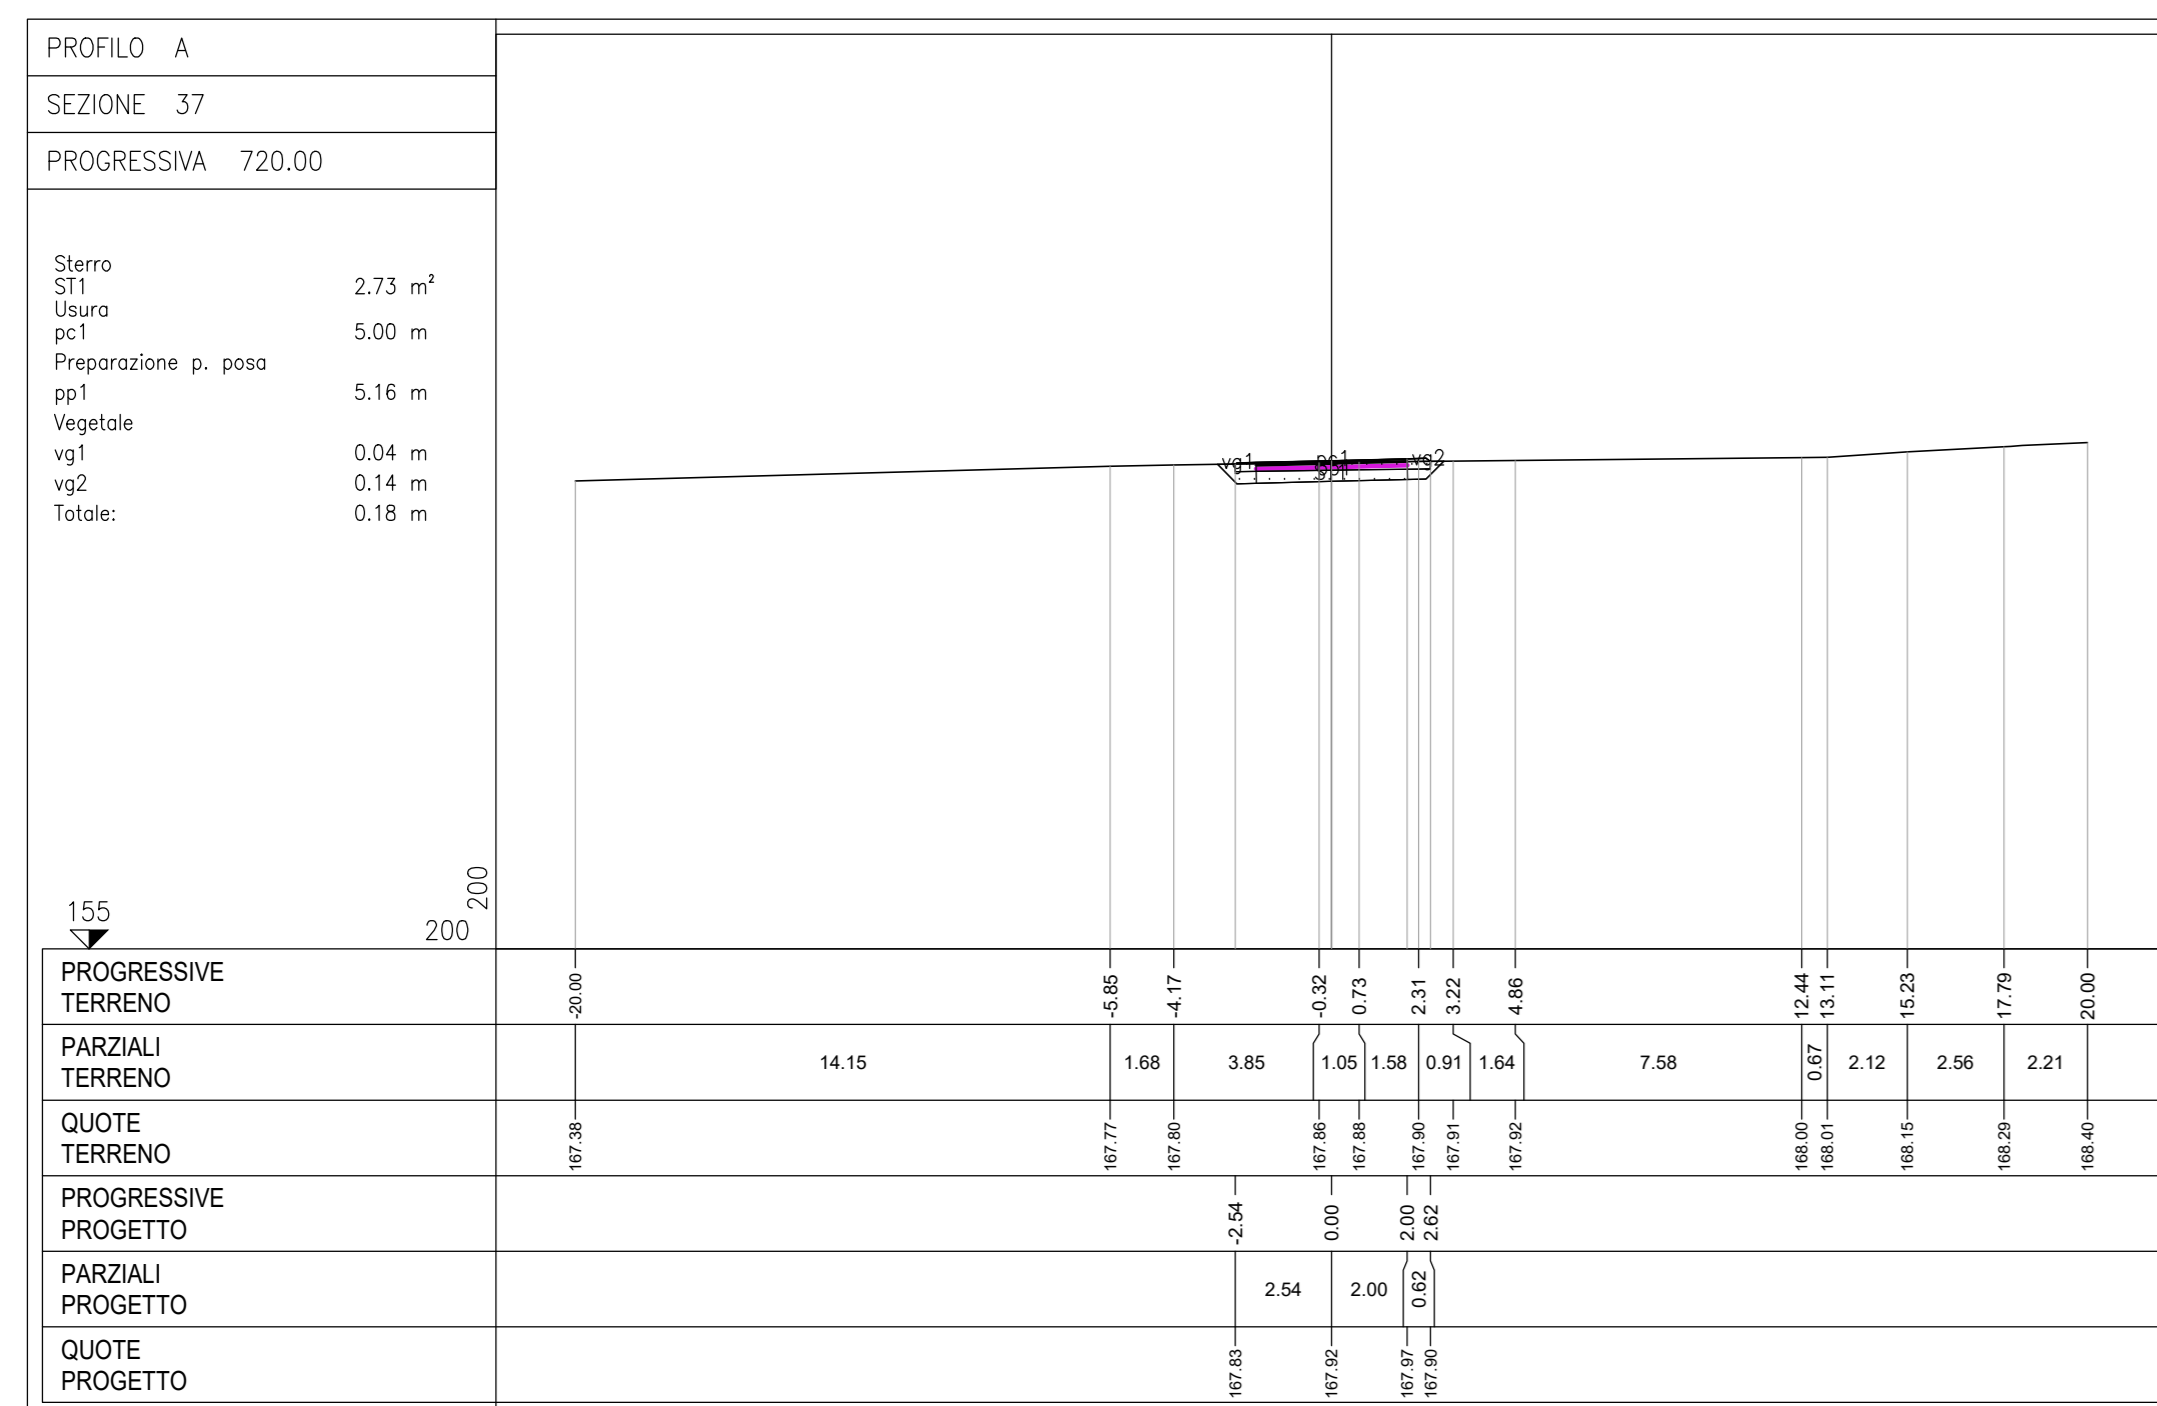 PROFILO A
SEZIONE 37
PROGRESSIVA 720.00
Sterro
ST1 2.73 m²
Usura
pc1 5.00 m
Preparazione p. posa
pp1 5.16 m
Vegetale
vg1 0.04 m
vg2 0.14 m
Totale: 0.18 m
vg1 pc1 vg2
200
155
200
PROGRESSIVE
TERRENO
-20.00 -5.85 -4.17 -0.32 0.73 2.31 3.22 4.86 12.44 13.11 15.23 17.79 20.00
PARZIALI
TERRENO
14.15 1.68 3.85 1.05 1.58 0.91 1.64 7.58 0.67 2.12 2.56 2.21
QUOTE
TERRENO
167.38 167.77 167.80 167.86 167.88 167.90 167.91 167.92 168.00 168.01 168.15 168.29 168.40
PROGRESSIVE
PROGETTO
-2.54 0.00 2.00 2.62
PARZIALI
PROGETTO
2.54 2.00 0.62
QUOTE
PROGETTO
167.83 167.92 167.97 167.90